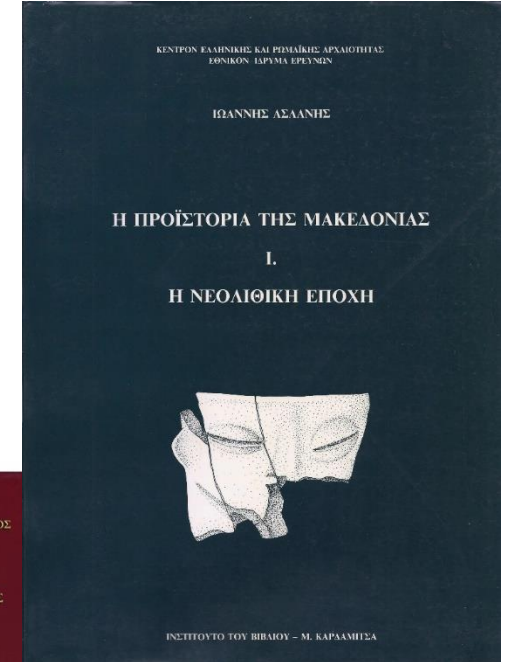 ΚΕΝΤΡΟΝ ΕΛΛΗΝΙΚΗΣ ΚΑΙ ΡΩΜΑΪΚΗΣ ΑΡΧΑΙΟΤΗΤΑΣ
ΕΘΝΙΚΟΝ ΙΔΡΥΜΑ ΕΡΕΥΝΩΝ
ΙΩΑΝΝΗΣ ΑΣΛΑΝΗΣ
Η ΠΡΟΪΣΤΟΡΙΑ ΤΗΣ ΜΑΚΕΔΟΝΙΑΣ
Ι.
Η ΝΕΟΛΙΘΙΚΗ ΕΠΟΧΗ
ΙΝΣΤΙΤΟΥΤΟ ΤΟΥ ΒΙΒΛΙΟΥ – Μ. ΚΑΡΔΑΜΙΤΣΑ